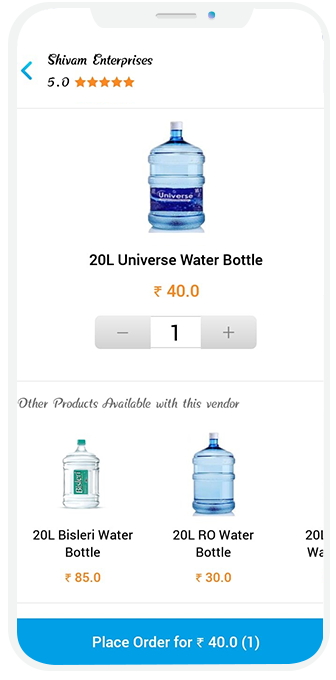 Shivam Enterprises
5.0
Universe
20L Universe Water Bottle
₹ 40.0
− 1 +
Other Products Available with this vendor
Bisleri
20L Bisleri Water
Bottle
₹ 85.0
20L RO Water
Bottle
₹ 30.0
20L
Wa
Place Order for ₹ 40.0 (1)